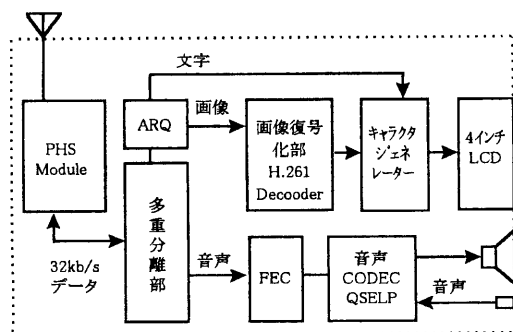 文字
画像
ARQ
PHS
Module
画像復号
化部
H.261
Decooder
キャラクタ
ジェネ
レーター
4インチ
LCD
多重分離部
32kb/s
データ
音声
FEC
音声
CODEC
QSELP
音声